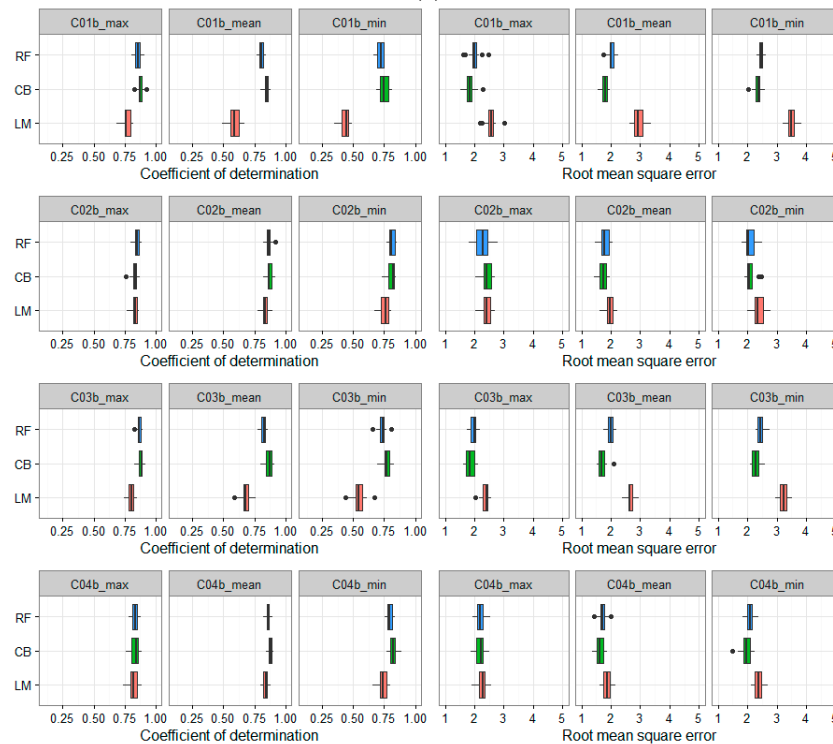 C01b_max C01b_mean C01b_min C01b_max C01b_mean C01b_min
RF
CB
LM
0.25 0.50 0.75 1.00 0.25 0.50 0.75 1.00 0.25 0.50 0.75 1.00 1 2 3 4 5 1 2 3 4 5 1 2 3 4 5
Coefficient of determination Root mean square error
C02b_max C02b_mean C02b_min C02b_max C02b_mean C02b_min
RF
CB
LM
0.25 0.50 0.75 1.00 0.25 0.50 0.75 1.00 0.25 0.50 0.75 1.00 1 2 3 4 5 1 2 3 4 5 1 2 3 4 5
Coefficient of determination Root mean square error
C03b_max C03b_mean C03b_min C03b_max C03b_mean C03b_min
RF
CB
LM
0.25 0.50 0.75 1.00 0.25 0.50 0.75 1.00 0.25 0.50 0.75 1.00 1 2 3 4 5 1 2 3 4 5 1 2 3 4 5
Coefficient of determination Root mean square error
C04b_max C04b_mean C04b_min C04b_max C04b_mean C04b_min
RF
CB
LM
0.25 0.50 0.75 1.00 0.25 0.50 0.75 1.00 0.25 0.50 0.75 1.00 1 2 3 4 5 1 2 3 4 5 1 2 3 4 5
Coefficient of determination Root mean square error